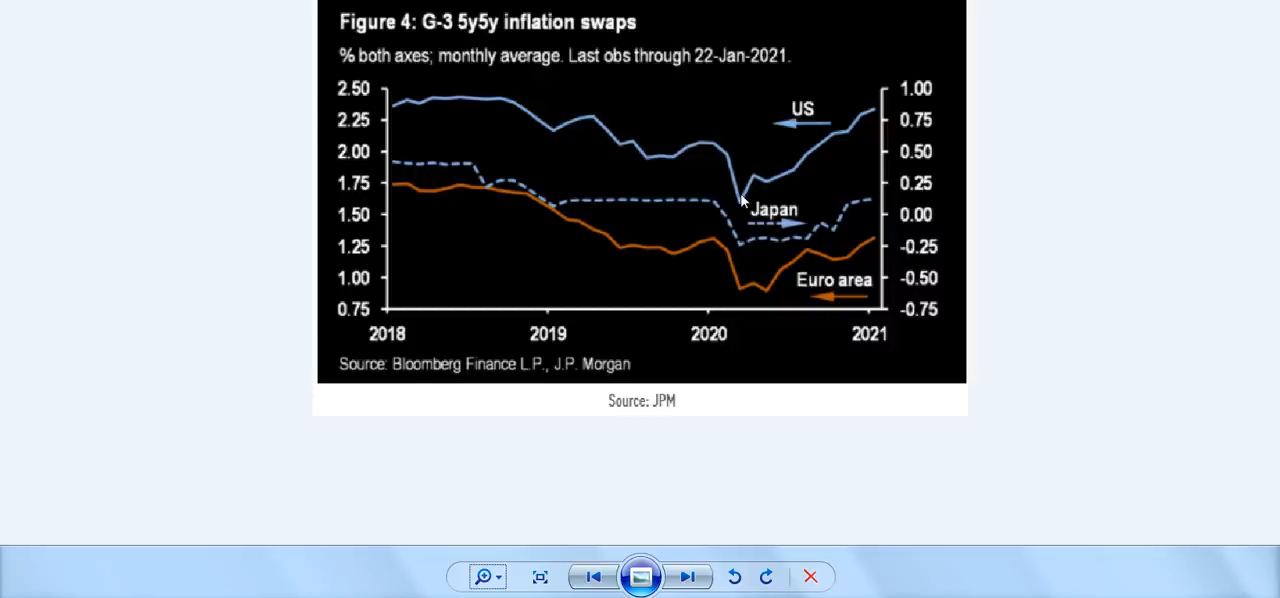 Figure 4: G-3 5y5y inflation swaps
% both axes; monthly average. Last obs through 22-Jan-2021.
2.50 1.00
US
2.25 0.75
2.00 0.50
1.75 0.25
Japan
1.50 0.00
1.25 -0.25
Euro area
1.00 -0.50
0.75 -0.75
2018 2019 2020 2021
Source: Bloomberg Finance L.P., J.P. Morgan
Source: JPM